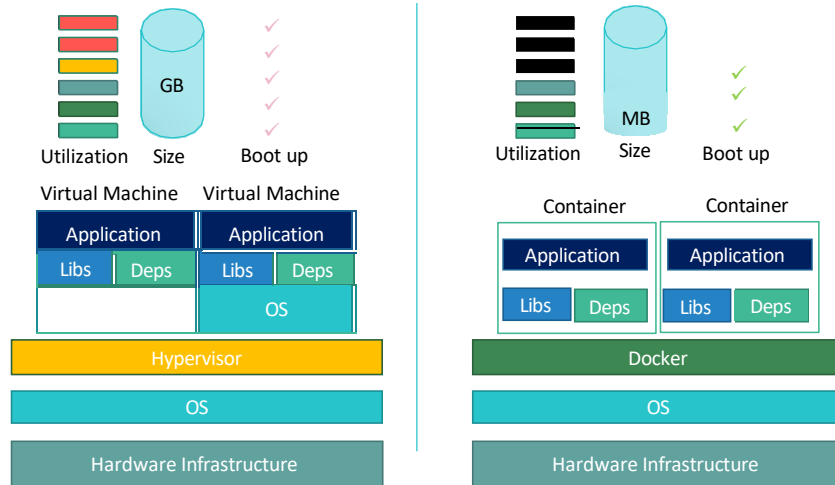 GB
Utilization Size Boot up
Virtual Machine Virtual Machine
Application Application
Libs Deps Libs Deps
OS
Hypervisor
OS
Hardware Infrastructure
MB
Utilization Size Boot up
Container Container
Application Application
Libs Deps Libs Deps
Docker
OS
Hardware Infrastructure